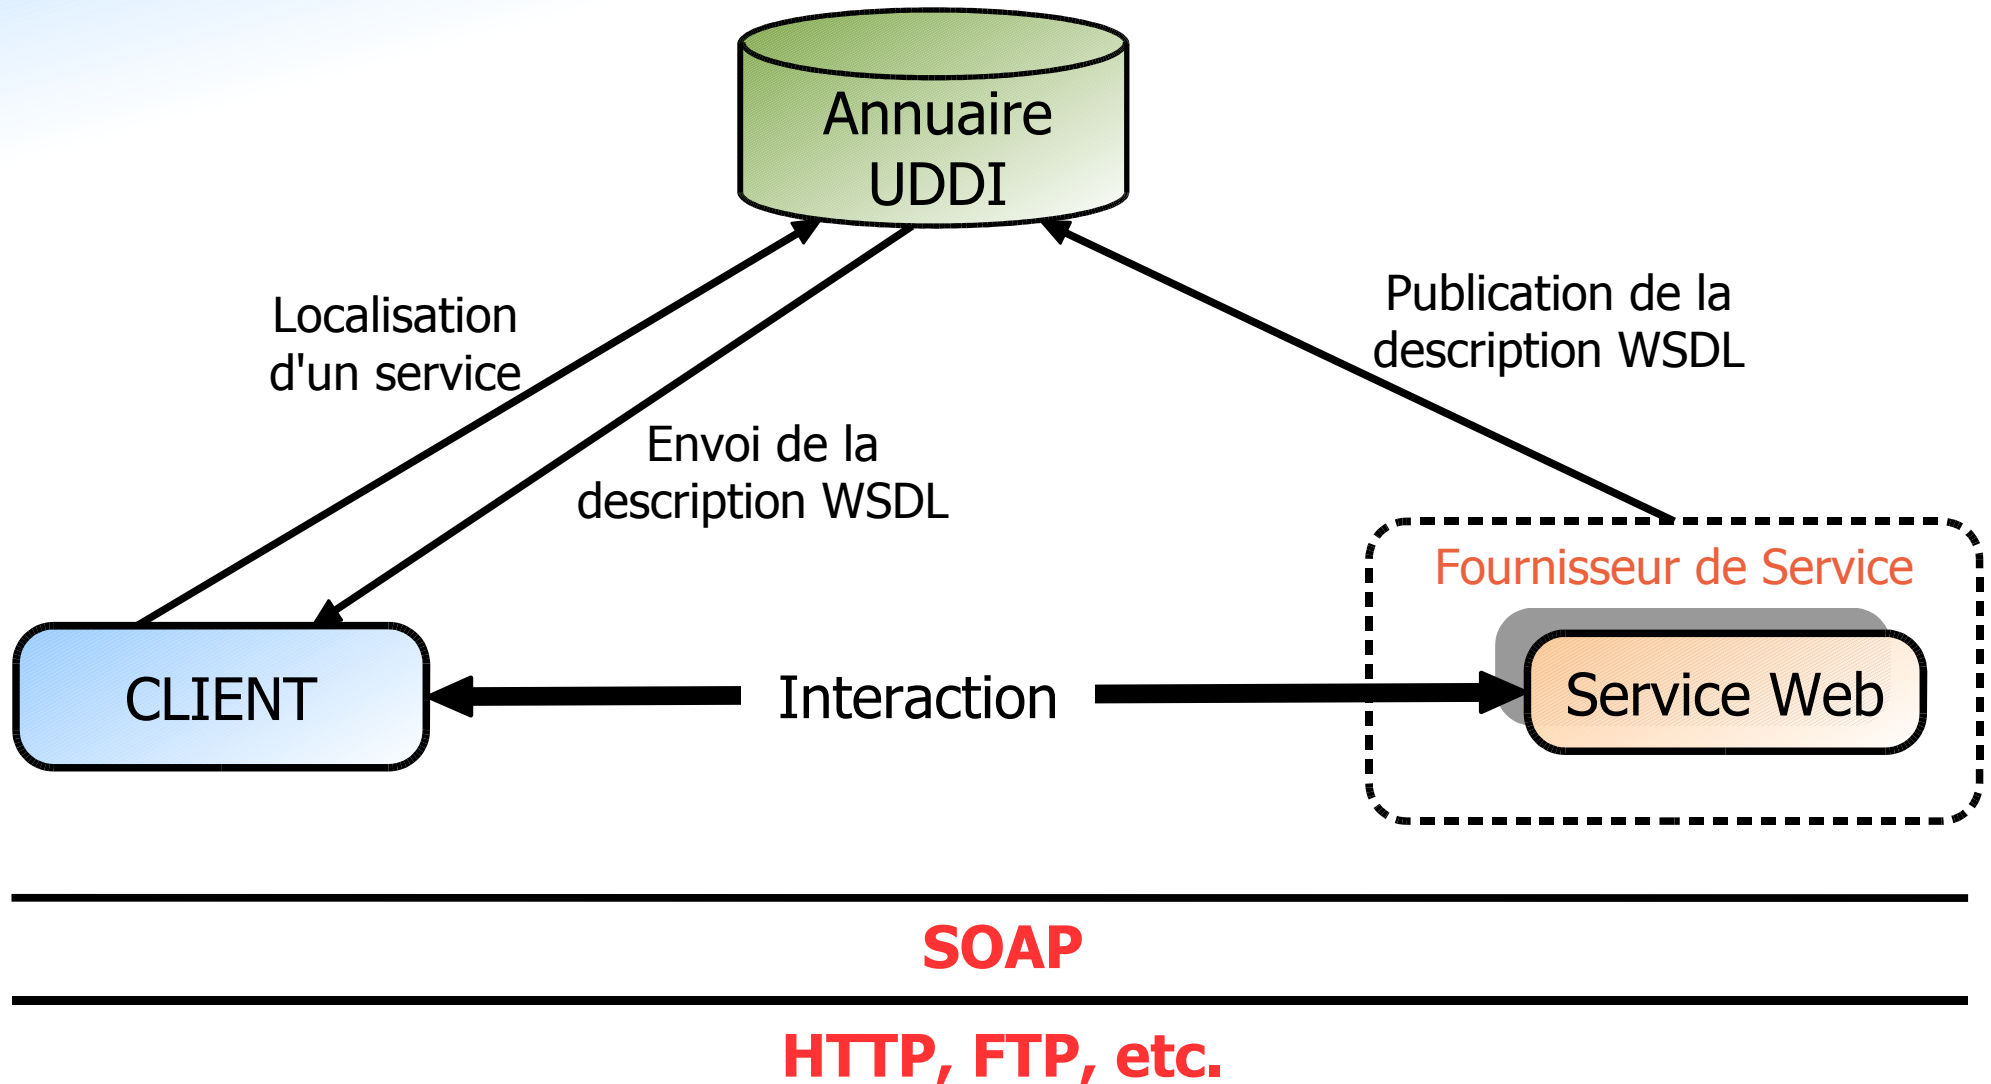 Annuaire
UDDI
Localisation
d'un service
Publication de la
description WSDL
Envoi de la
description WSDL
Fournisseur de Service
CLIENT
Interaction
Service Web
SOAP
HTTP, FTP, etc.